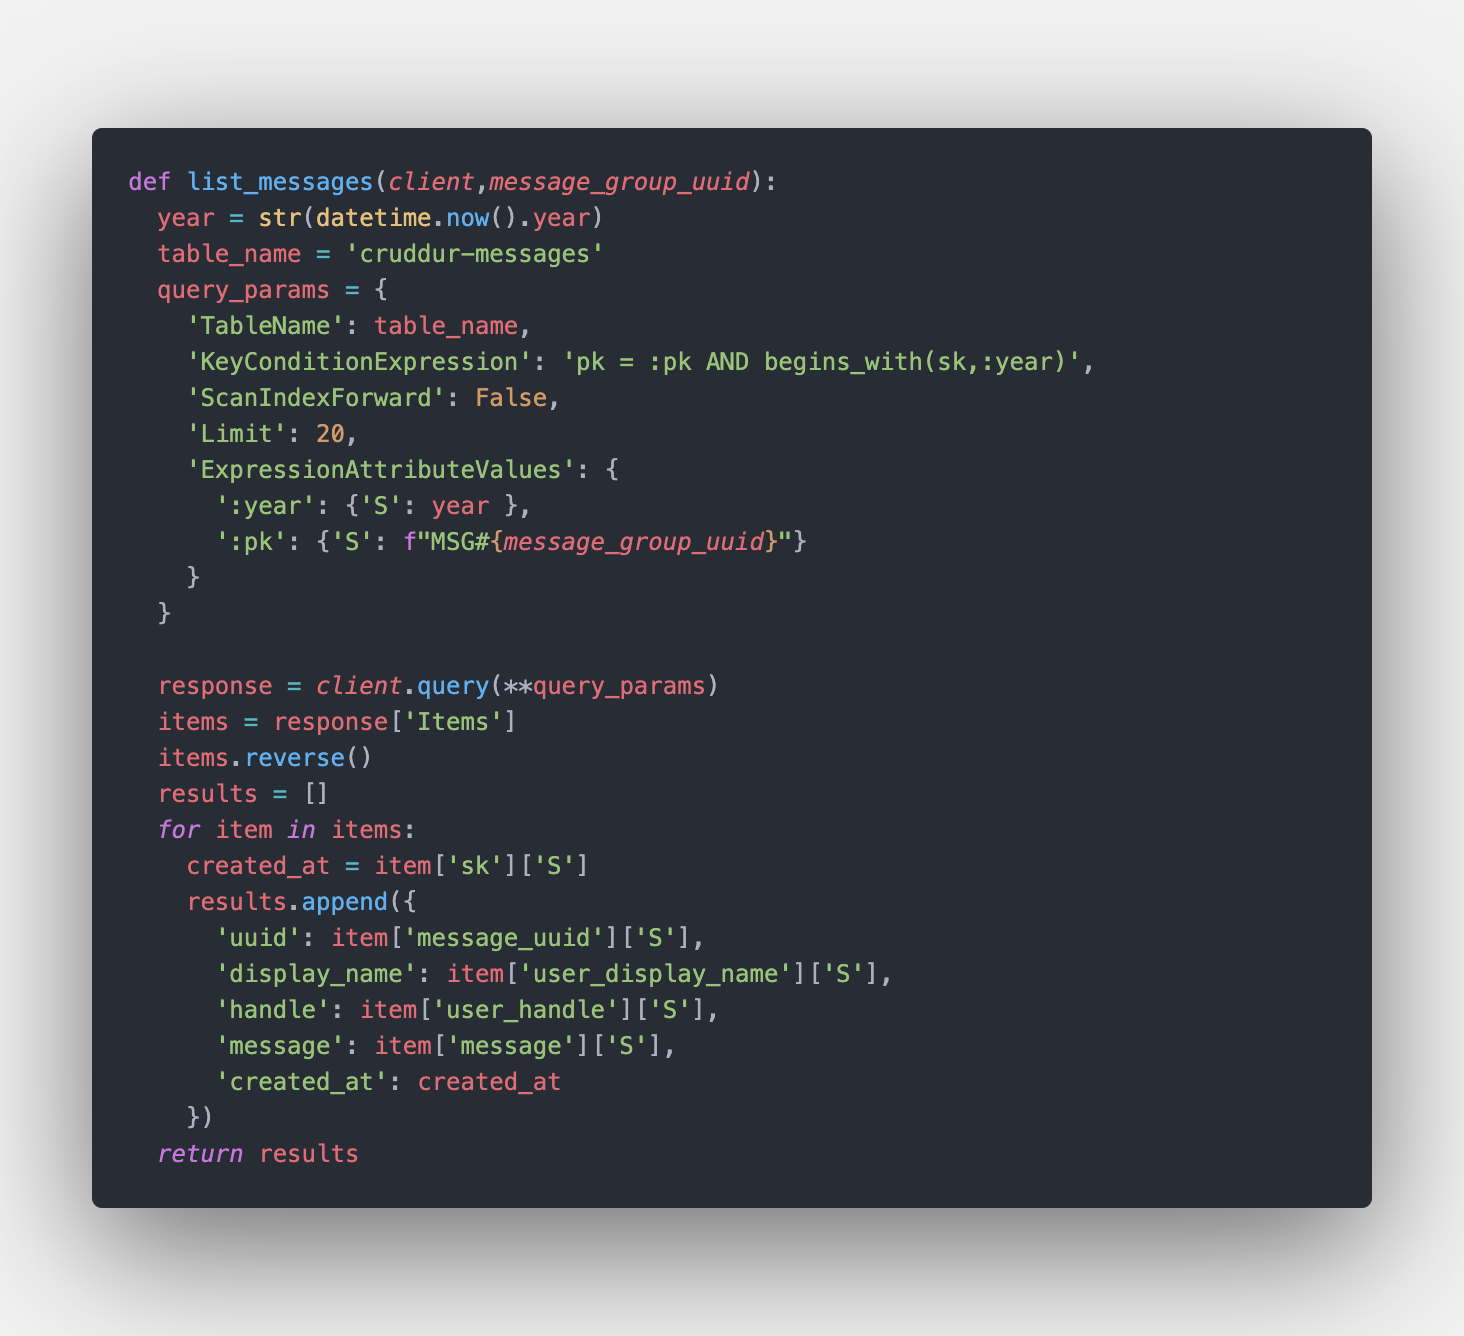 def list_messages(client,message_group_uuid):
  year = str(datetime.now().year)
  table_name = 'cruddur-messages'
  query_params = {
    'TableName': table_name,
    'KeyConditionExpression': 'pk = :pk AND begins_with(sk,:year)',
    'ScanIndexForward': False,
    'Limit': 20,
    'ExpressionAttributeValues': {
      ':year': {'S': year },
      ':pk': {'S': f"MSG#{message_group_uuid}"}
    }
  }

  response = client.query(**query_params)
  items = response['Items']
  items.reverse()
  results = []
  for item in items:
    created_at = item['sk']['S']
    results.append({
      'uuid': item['message_uuid']['S'],
      'display_name': item['user_display_name']['S'],
      'handle': item['user_handle']['S'],
      'message': item['message']['S'],
      'created_at': created_at
    })
  return results